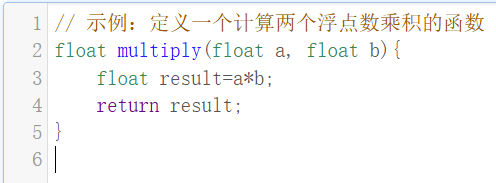 1 // 示例：定义一个计算两个浮点数乘积的函数
2 float multiply(float a, float b){
3     float result=a*b;
4     return result;
5 }
6